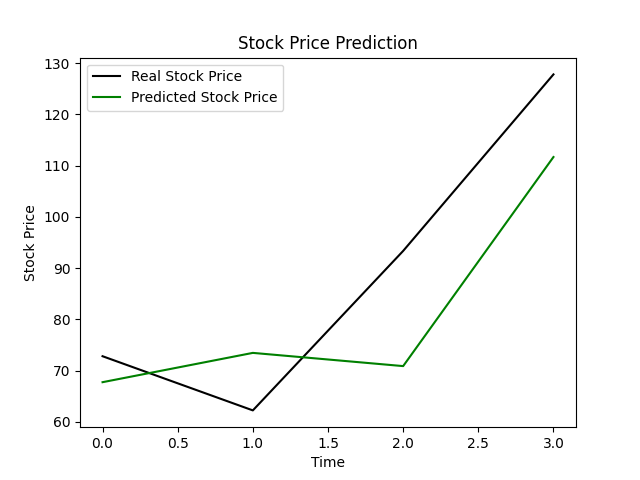 Stock Price Prediction
Real Stock Price
Predicted Stock Price
Stock Price
130
120
110
100
90
80
70
60
0.0 0.5 1.0 1.5 2.0 2.5 3.0
Time